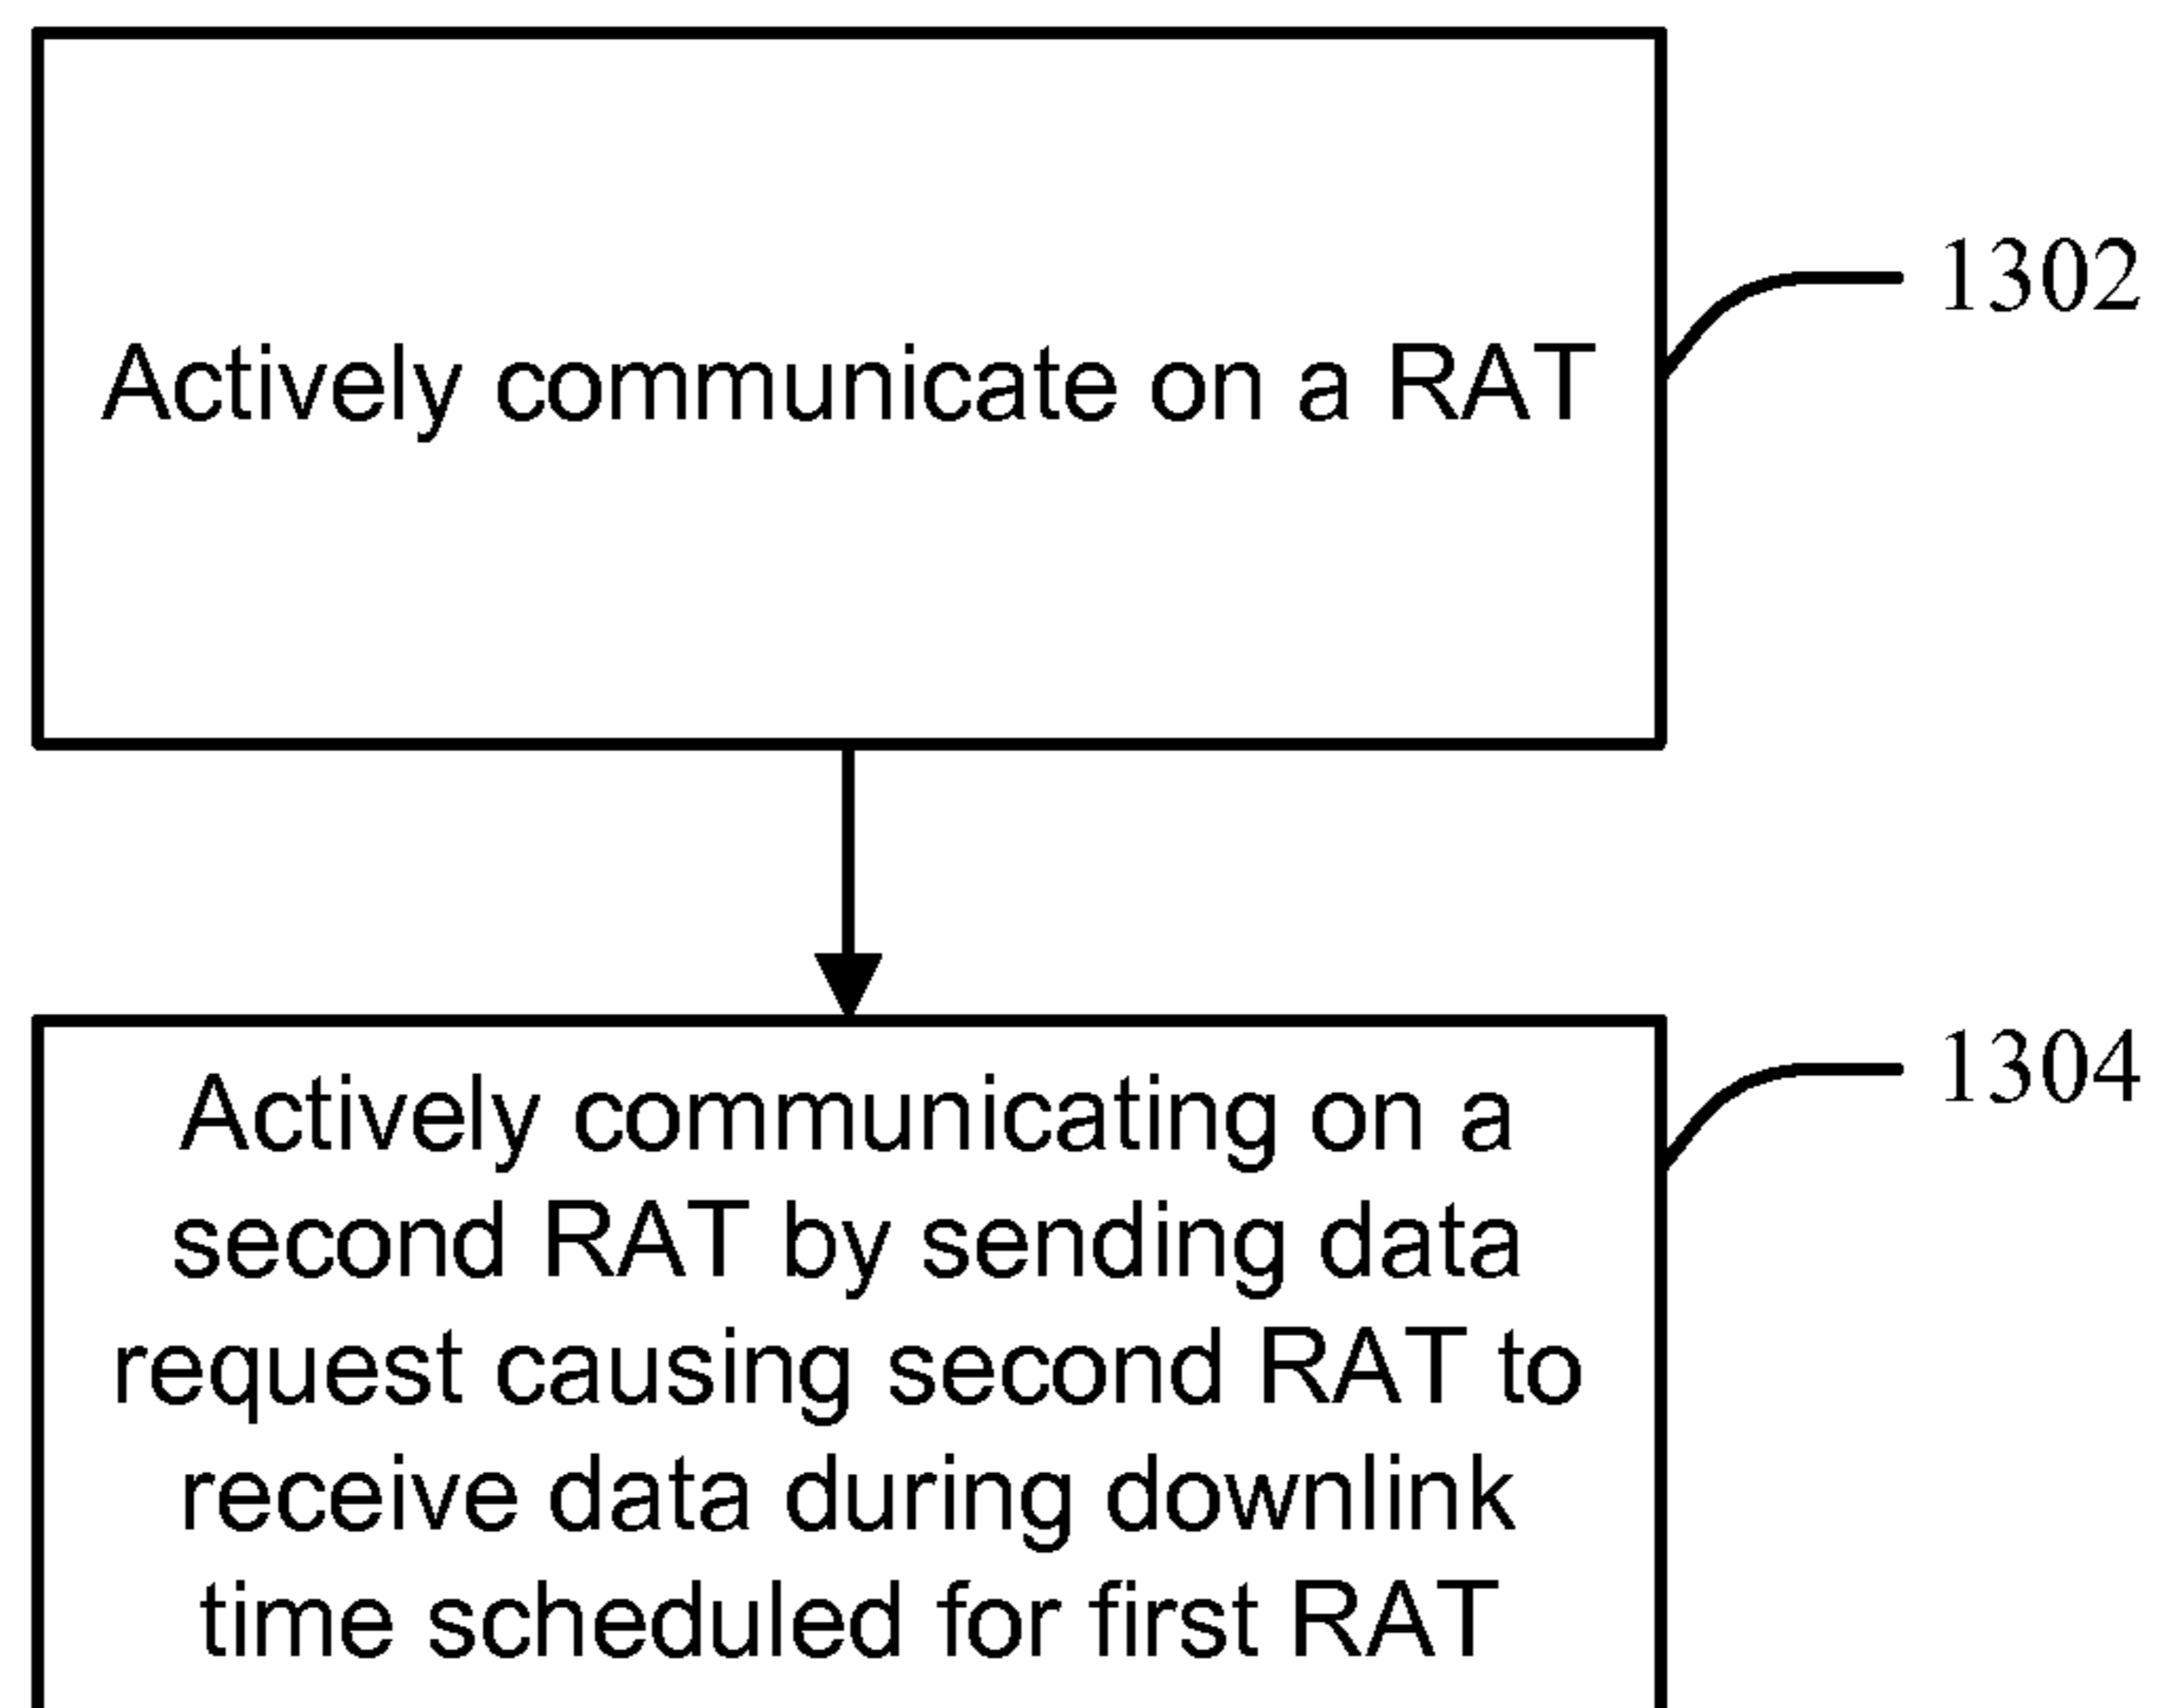 Actively communicate on a RAT
1302
Actively communicating on a
second RAT by sending data
request causing second RAT to
receive data during downlink
time scheduled for first RAT
1304